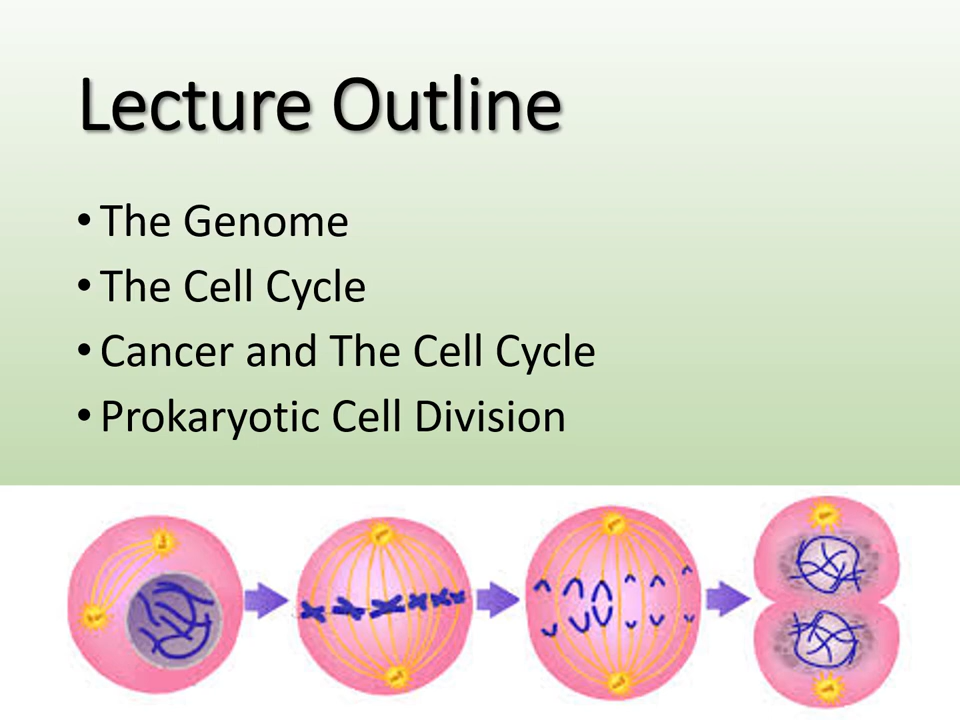 Lecture Outline
• The Genome
• The Cell Cycle
• Cancer and The Cell Cycle
• Prokaryotic Cell Division